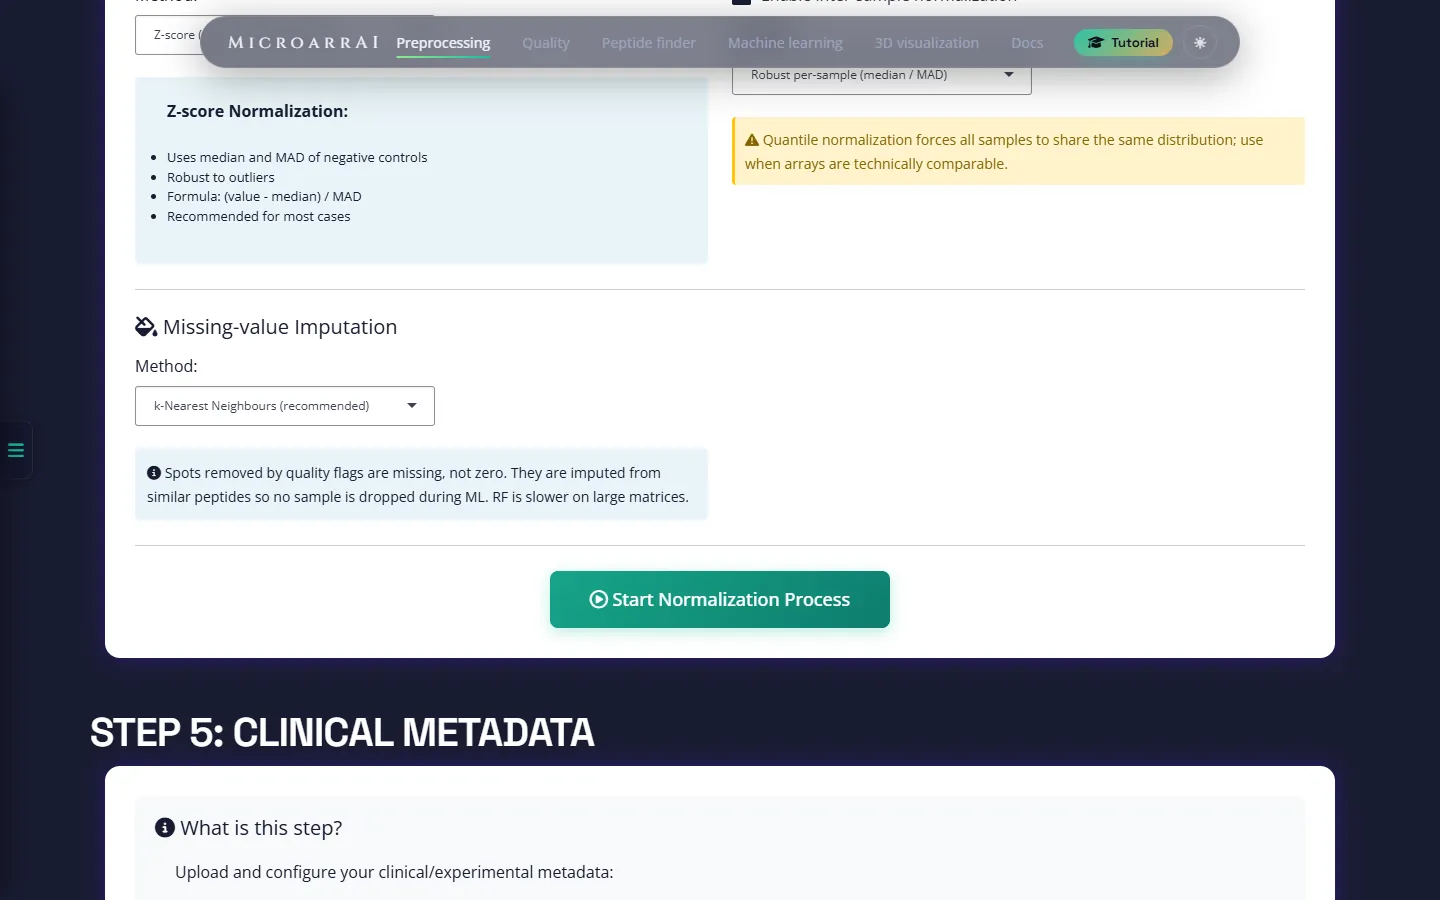 MICROARRAI Preprocessing Quality Peptide finder Machine learning 3D visualization Docs Tutorial
Z-score (
Z-score Normalization:
Uses median and MAD of negative controls
Robust to outliers
Formula: (value - median) / MAD
Recommended for most cases
Robust per-sample (median / MAD)
Quantile normalization forces all samples to share the same distribution; use
when arrays are technically comparable.
Missing-value Imputation
Method:
k-Nearest Neighbours (recommended)
Spots removed by quality flags are missing, not zero. They are imputed from
similar peptides so no sample is dropped during ML. RF is slower on large matrices.
Start Normalization Process
STEP 5: CLINICAL METADATA
What is this step?
Upload and configure your clinical/experimental metadata: